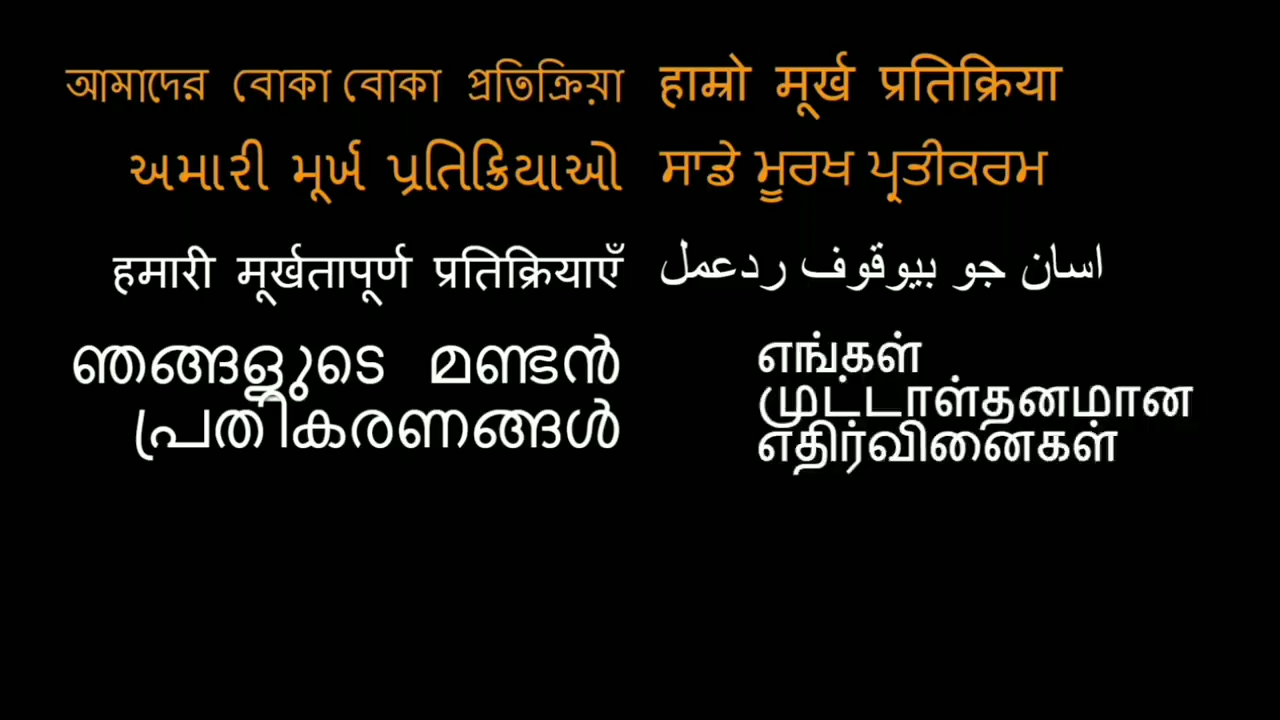 আমাদের বোকা বোকা প্রতিক্রিয়া
हाम्रो मूर्ख प्रतिक्रिया
અમારી મૂર્ખ પ્રતિક્રિયાઓ
ਸਾਡੇ ਮੂਰਖ ਪ੍ਰਤੀਕਰਮ
हमारी मूर्खतापूर्ण प्रतिक्रियाएँ
اسان جو بيوقوف ردعمل
ഞങ്ങളുടെ മണ്ടൻ
പ്രതികരണങ്ങൾ
எங்கள்
முட்டாள்தனமான
எதிர்வினைகள்